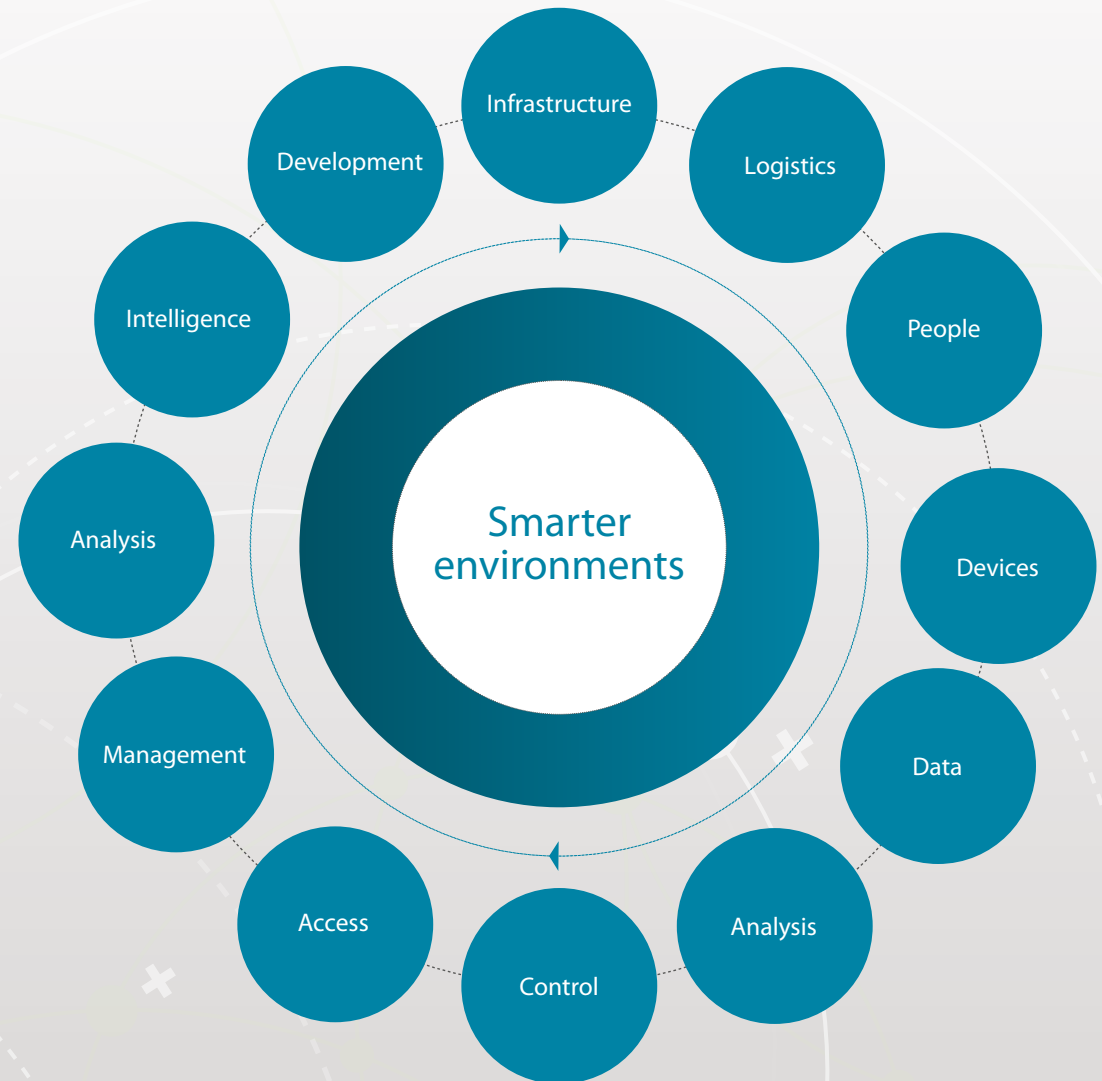 Infrastructure
Logistics
People
Devices
Data
Analysis
Control
Access
Management
Analysis
Intelligence
Development
Smarter
environments